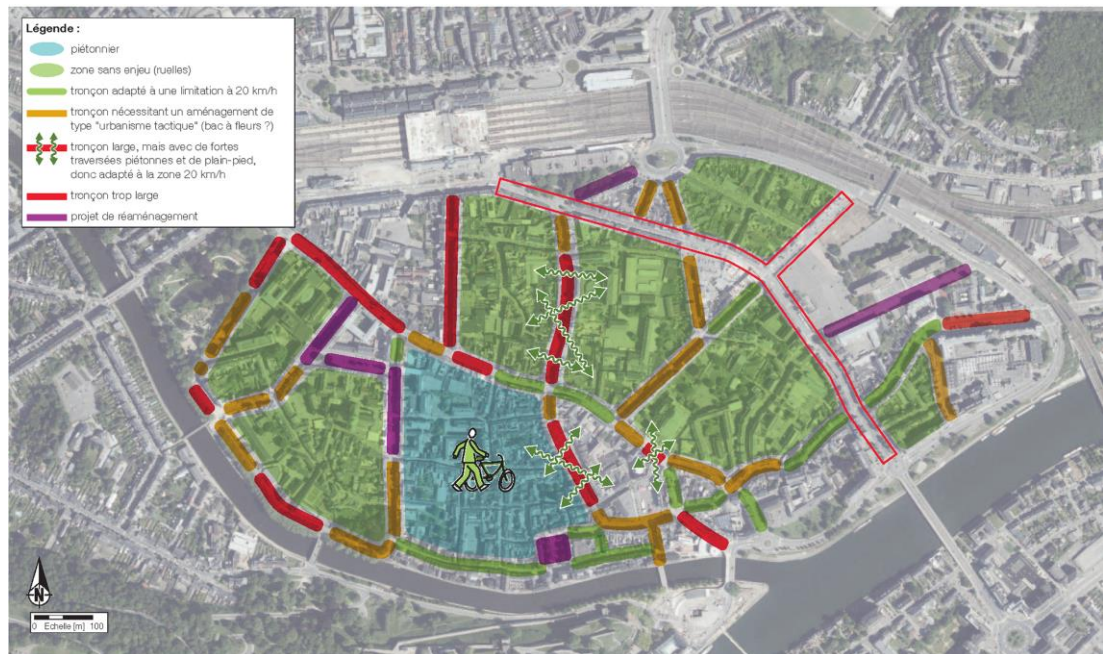 Légende :
piétonnier
zone sans enjeu (ruelles)
tronçon adapté à une limitation à 20 km/h
tronçon nécessitant un aménagement de
type "urbanisme tactique" (bac à fleurs ?)
tronçon large, mais avec de fortes
traversées piétonnes et de plain-pied,
donc adapté à la zone 20 km/h
tronçon trop large
projet de réaménagement
N
0 Echelle [m] 100